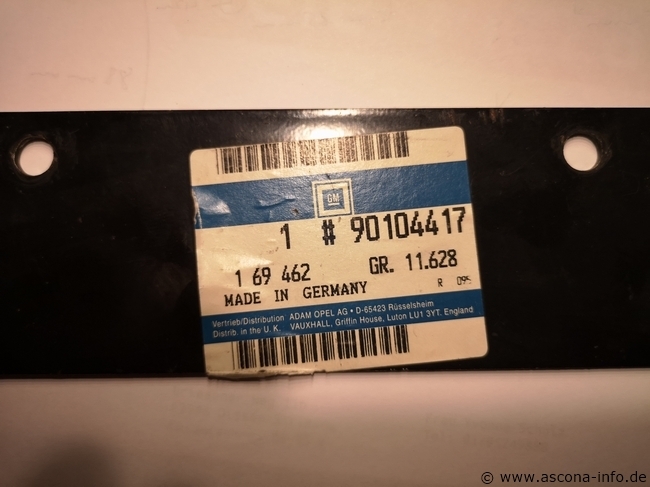 GM
1 # 90104417
1 69 462 GR. 11.628
MADE IN GERMANY R 095
Vertrieb/Distribution ADAM OPEL AG • D-65423 Rüsselsheim
Distrib. in the U.K. VAUXHALL, Griffin House, Luton LU1 3YT. England
© www.ascona-info.de